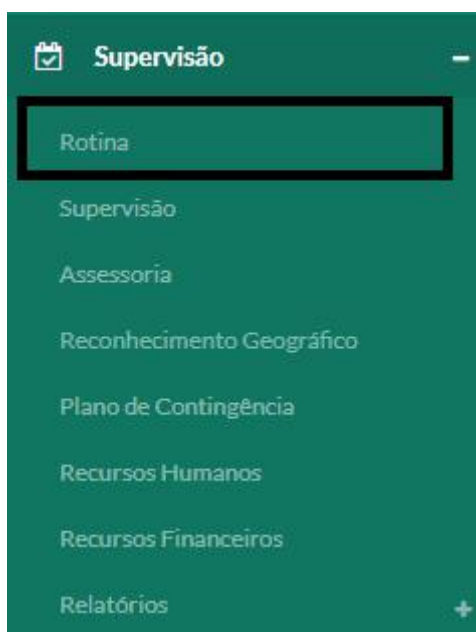 Supervisão
Rotina
Supervisão
Assessoria
Reconhecimento Geográfico
Plano de Contingência
Recursos Humanos
Recursos Financeiros
Relatórios